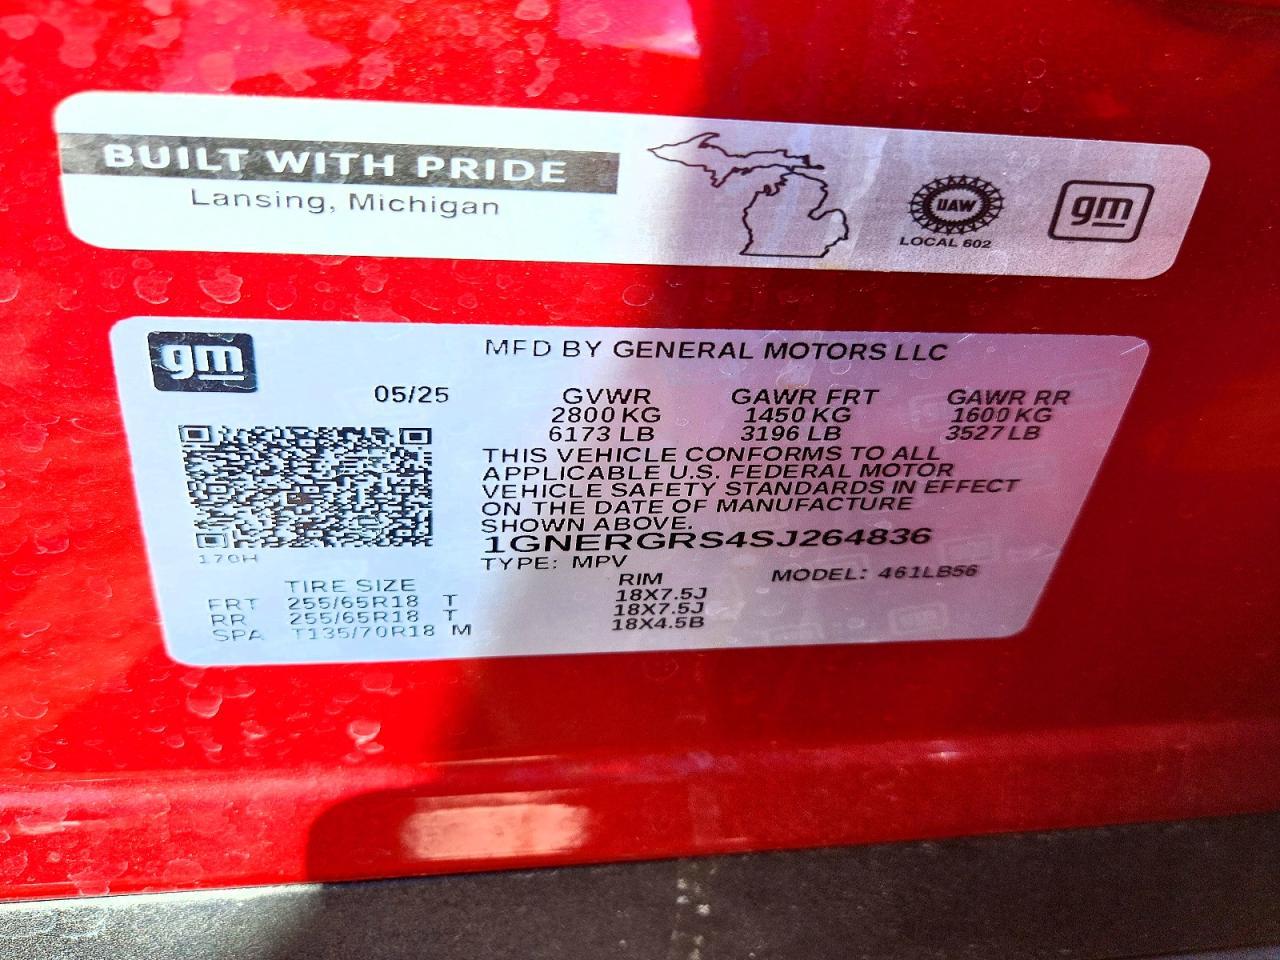 BUILT WITH PRIDE
Lansing, Michigan
UAW
LOCAL 602
gm
gm
MFD BY GENERAL MOTORS LLC
05/25 GVWR GAWR FRT GAWR RR
2800 KG 1450 KG 1600 KG
6173 LB 3196 LB 3527 LB
THIS VEHICLE CONFORMS TO ALL
APPLICABLE U.S. FEDERAL MOTOR
VEHICLE SAFETY STANDARDS IN EFFECT
ON THE DATE OF MANUFACTURE
SHOWN ABOVE.
1GNERGRS4SJ264836
170H
TYPE: MPV MODEL: 461LB56
TIRE SIZE RIM
FRT 255/65R18 T 18X7.5J
RR 255/65R18 T 18X7.5J
SPA T135/70R18 M 18X4.5B